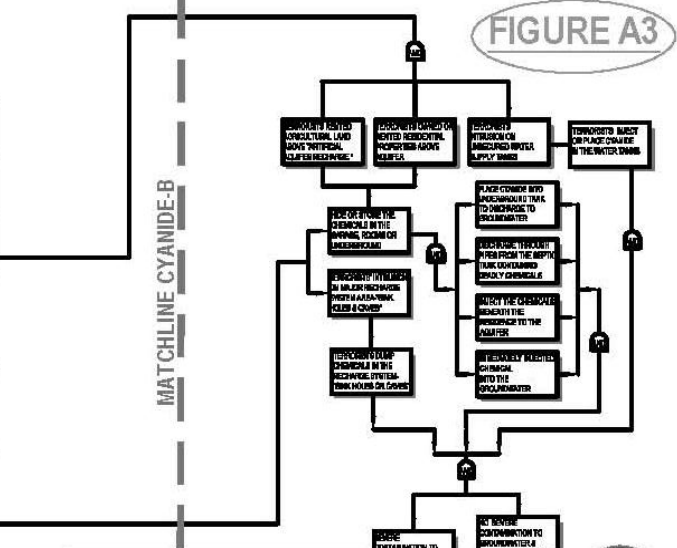 FIGURE A3
MATCHLINE CYANIDE-B
TERRORISTS RENTED
AGRICULTURAL LAND
ABOVE "ARTIFICIAL
AQUIFER RECHARGE"
TERRORISTS OWNED OR
RENTED RESIDENTIAL
PROPERTIES ABOVE
AQUIFER
TERRORISTS
INTRUSION ON
UNSECURED WATER
SUPPLY TANKS
TERRORISTS INJECT
OR PLACE CYANIDE
IN THE WATER TANKS
HIDE OR STORE THE
CHEMICALS IN THE
GARAGE, ROOMS OR
UNDERGROUND
PLACE CYANIDE INTO
UNDERGROUND TANK
TO DISCHARGE TO
GROUNDWATER
DISCHARGE THROUGH
PIPES FROM THE SEPTIC
TANK CONTAINING
DEADLY CHEMICALS
TERRORISTS INTRUSION
IN MAJOR RECHARGE
SYSTEM AREA-"SINK
HOLES & CAVES"
INJECT THE CHEMICALS
BENEATH THE
RESIDENCE TO THE
AQUIFER
TERRORISTS DUMP
CHEMICALS IN THE
RECHARGE SYSTEM-
"SINK HOLES OR CAVES"
INJECTED
CHEMICAL
INTO THE
GROUNDWATER
SEVERE
CONTAMINATION TO
NO SEVERE
CONTAMINATION TO
GROUNDWATER &